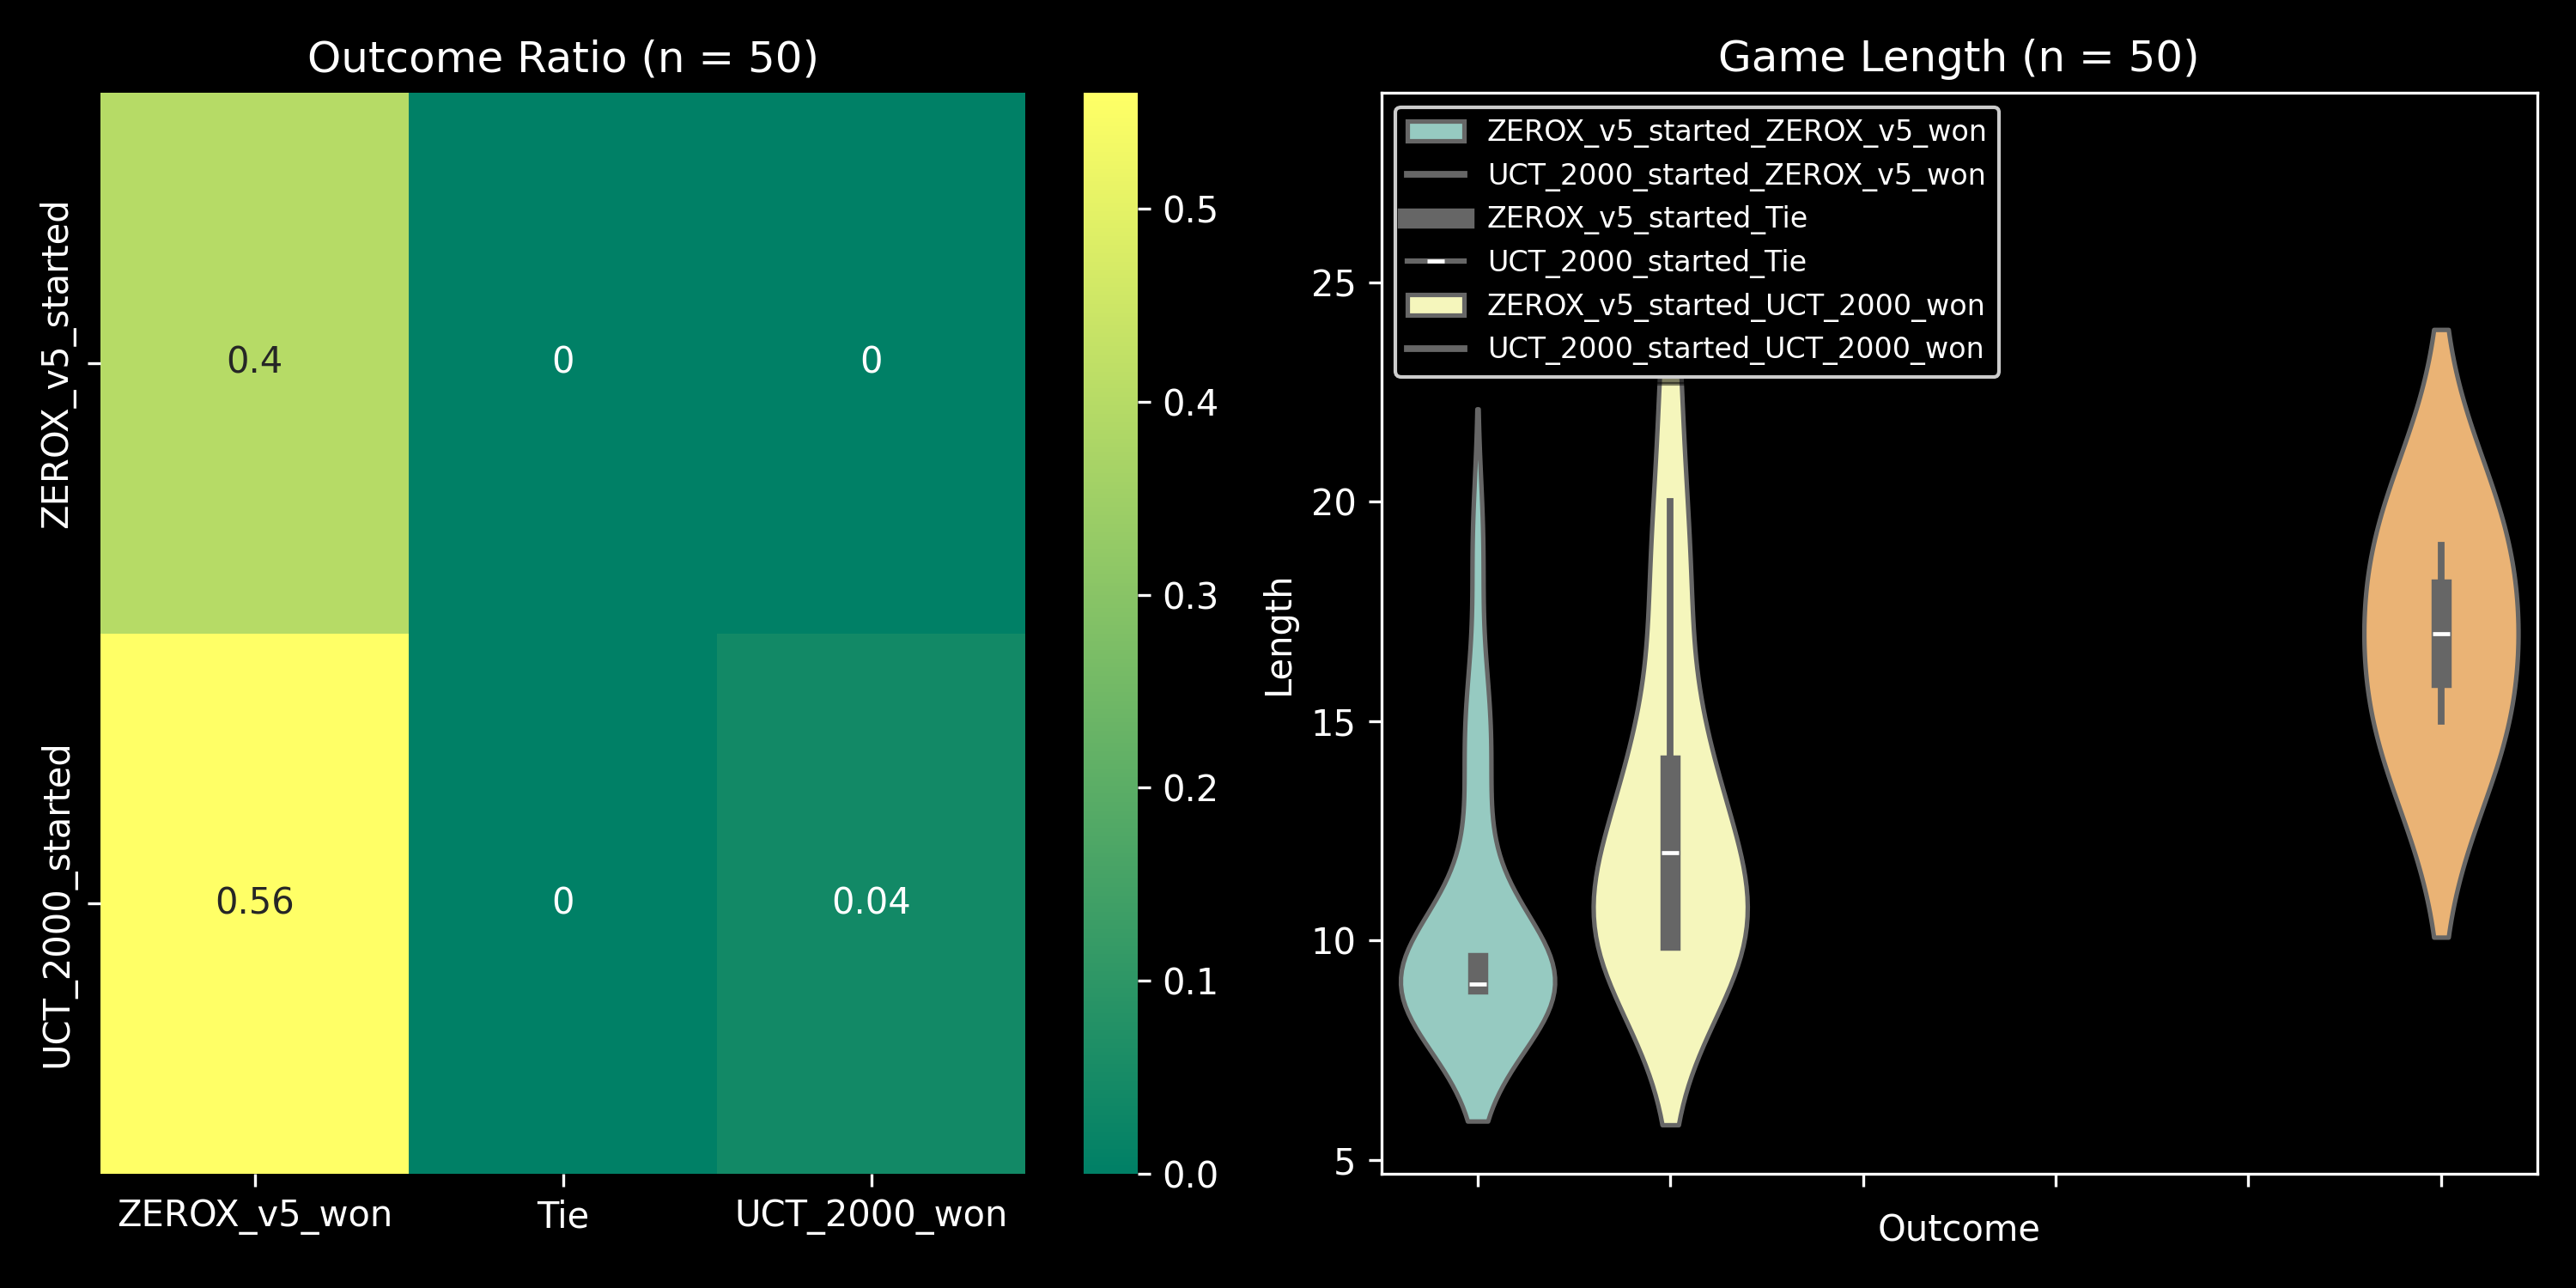 Outcome Ratio (n = 50)
ZEROX_v5_started
UCT_2000_started
0.4
0
0
0.56
0
0.04
ZEROX_v5_won
Tie
UCT_2000_won
0.5
0.4
0.3
0.2
0.1
0.0
Game Length (n = 50)
ZEROX_v5_started_ZEROX_v5_won
UCT_2000_started_ZEROX_v5_won
ZEROX_v5_started_Tie
UCT_2000_started_Tie
ZEROX_v5_started_UCT_2000_won
UCT_2000_started_UCT_2000_won
Length
25
20
15
10
5
Outcome